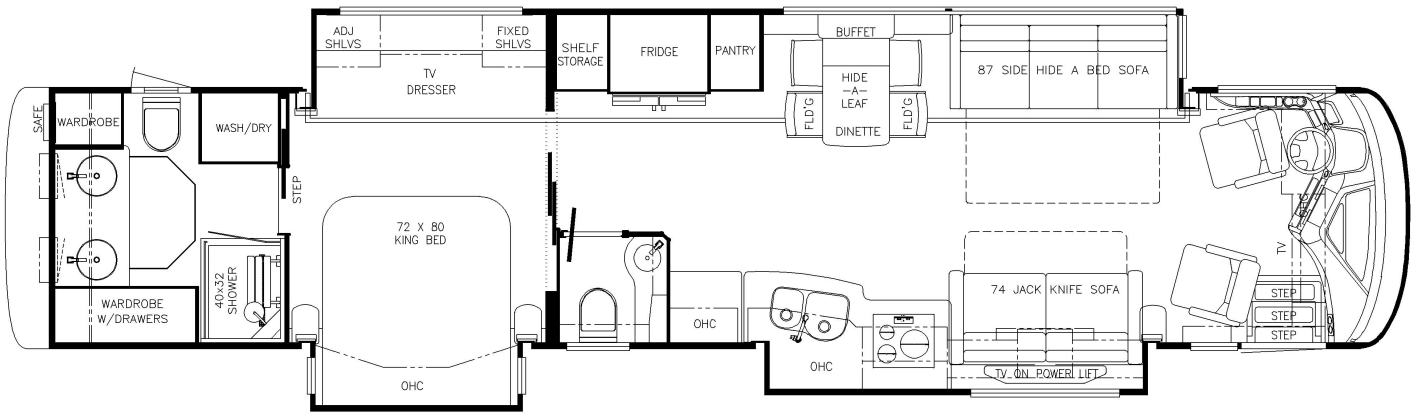 SAFE
WARDROBE
WASH/DRY
STEP
40x32
SHOWER
WARDROBE
W/DRAWERS
ADJ
SHLVS
FIXED
SHLVS
TV
DRESSER
72 X 80
KING BED
OHC
SHELF
STORAGE
FRIDGE
PANTRY
BUFFET
HIDE
-A-
LEAF
DINETTE
FLD'G
FLD'G
87 SIDE HIDE A BED SOFA
OHC
OHC
74 JACK KNIFE SOFA
TV ON POWER LIFT
OHC
TV
STEP
STEP
STEP